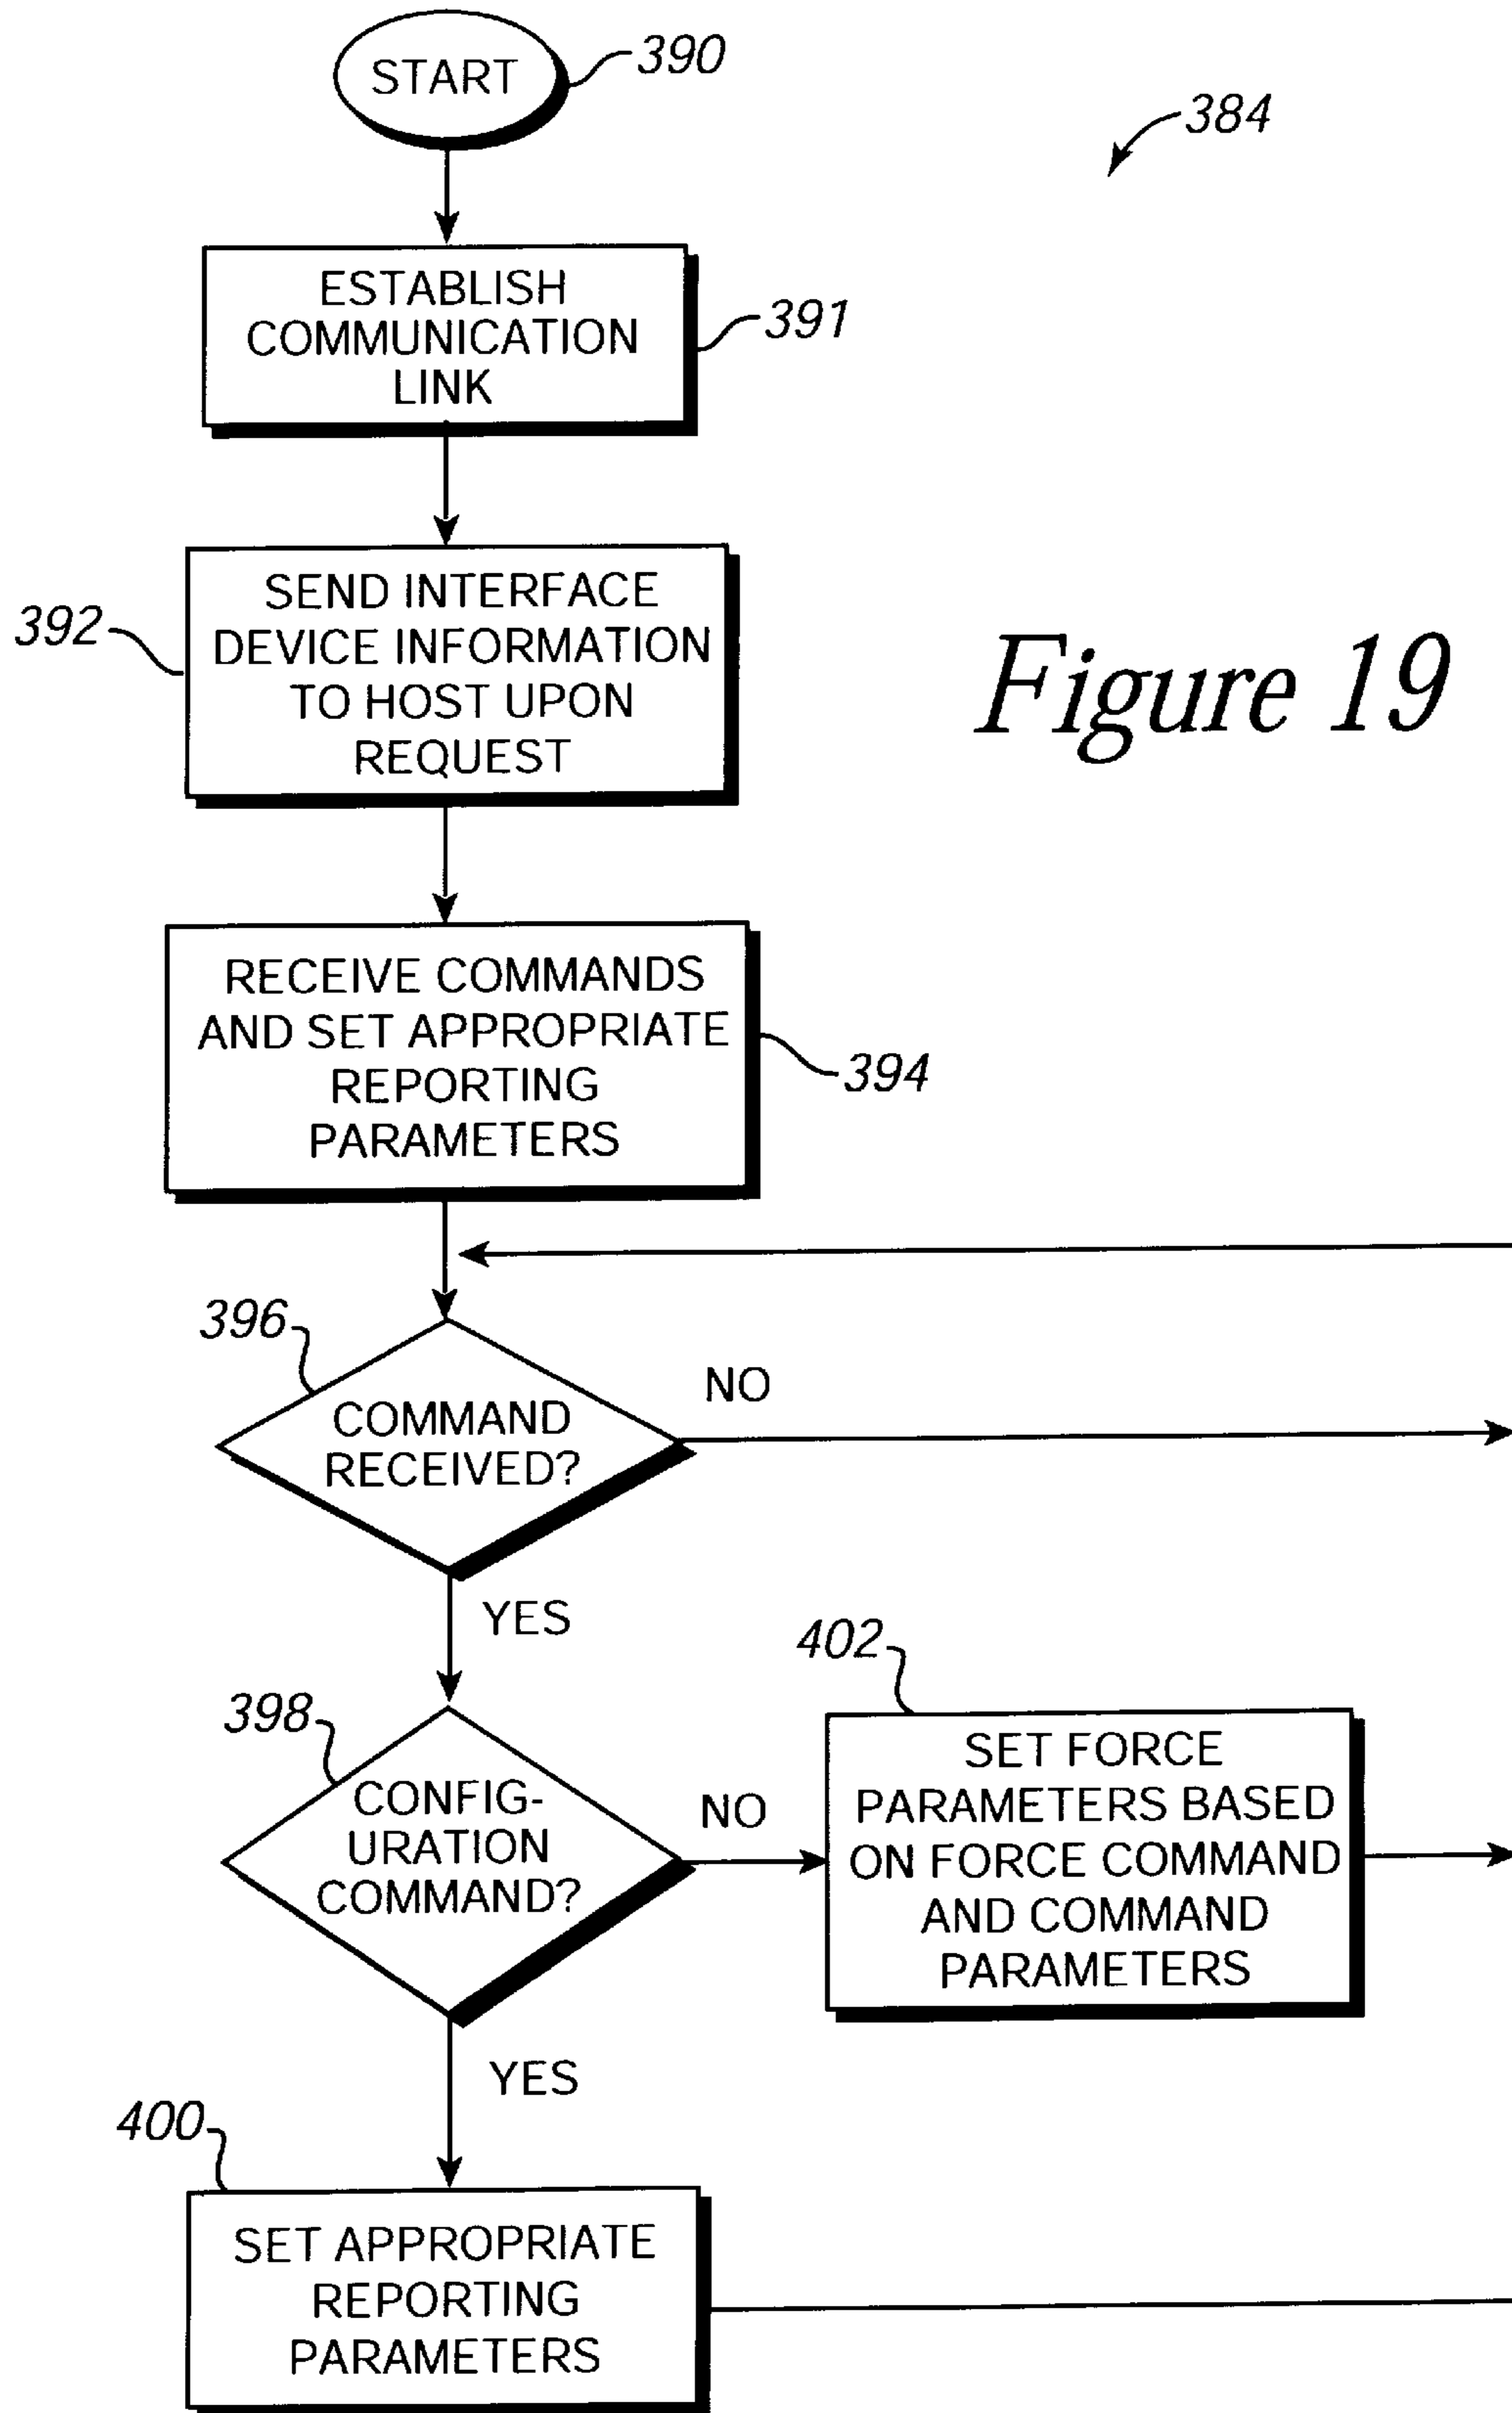 START
390
384
ESTABLISH
COMMUNICATION
LINK
391
392
SEND INTERFACE
DEVICE INFORMATION
TO HOST UPON
REQUEST
Figure 19
RECEIVE COMMANDS
AND SET APPROPRIATE
REPORTING
PARAMETERS
394
396
COMMAND
RECEIVED?
NO
YES
398
CONFIG-
URATION
COMMAND?
NO
402
SET FORCE
PARAMETERS BASED
ON FORCE COMMAND
AND COMMAND
PARAMETERS
YES
400
SET APPROPRIATE
REPORTING
PARAMETERS